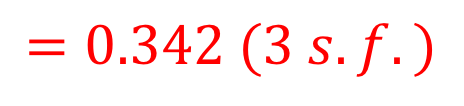 = 0.342 (3 s.f.)